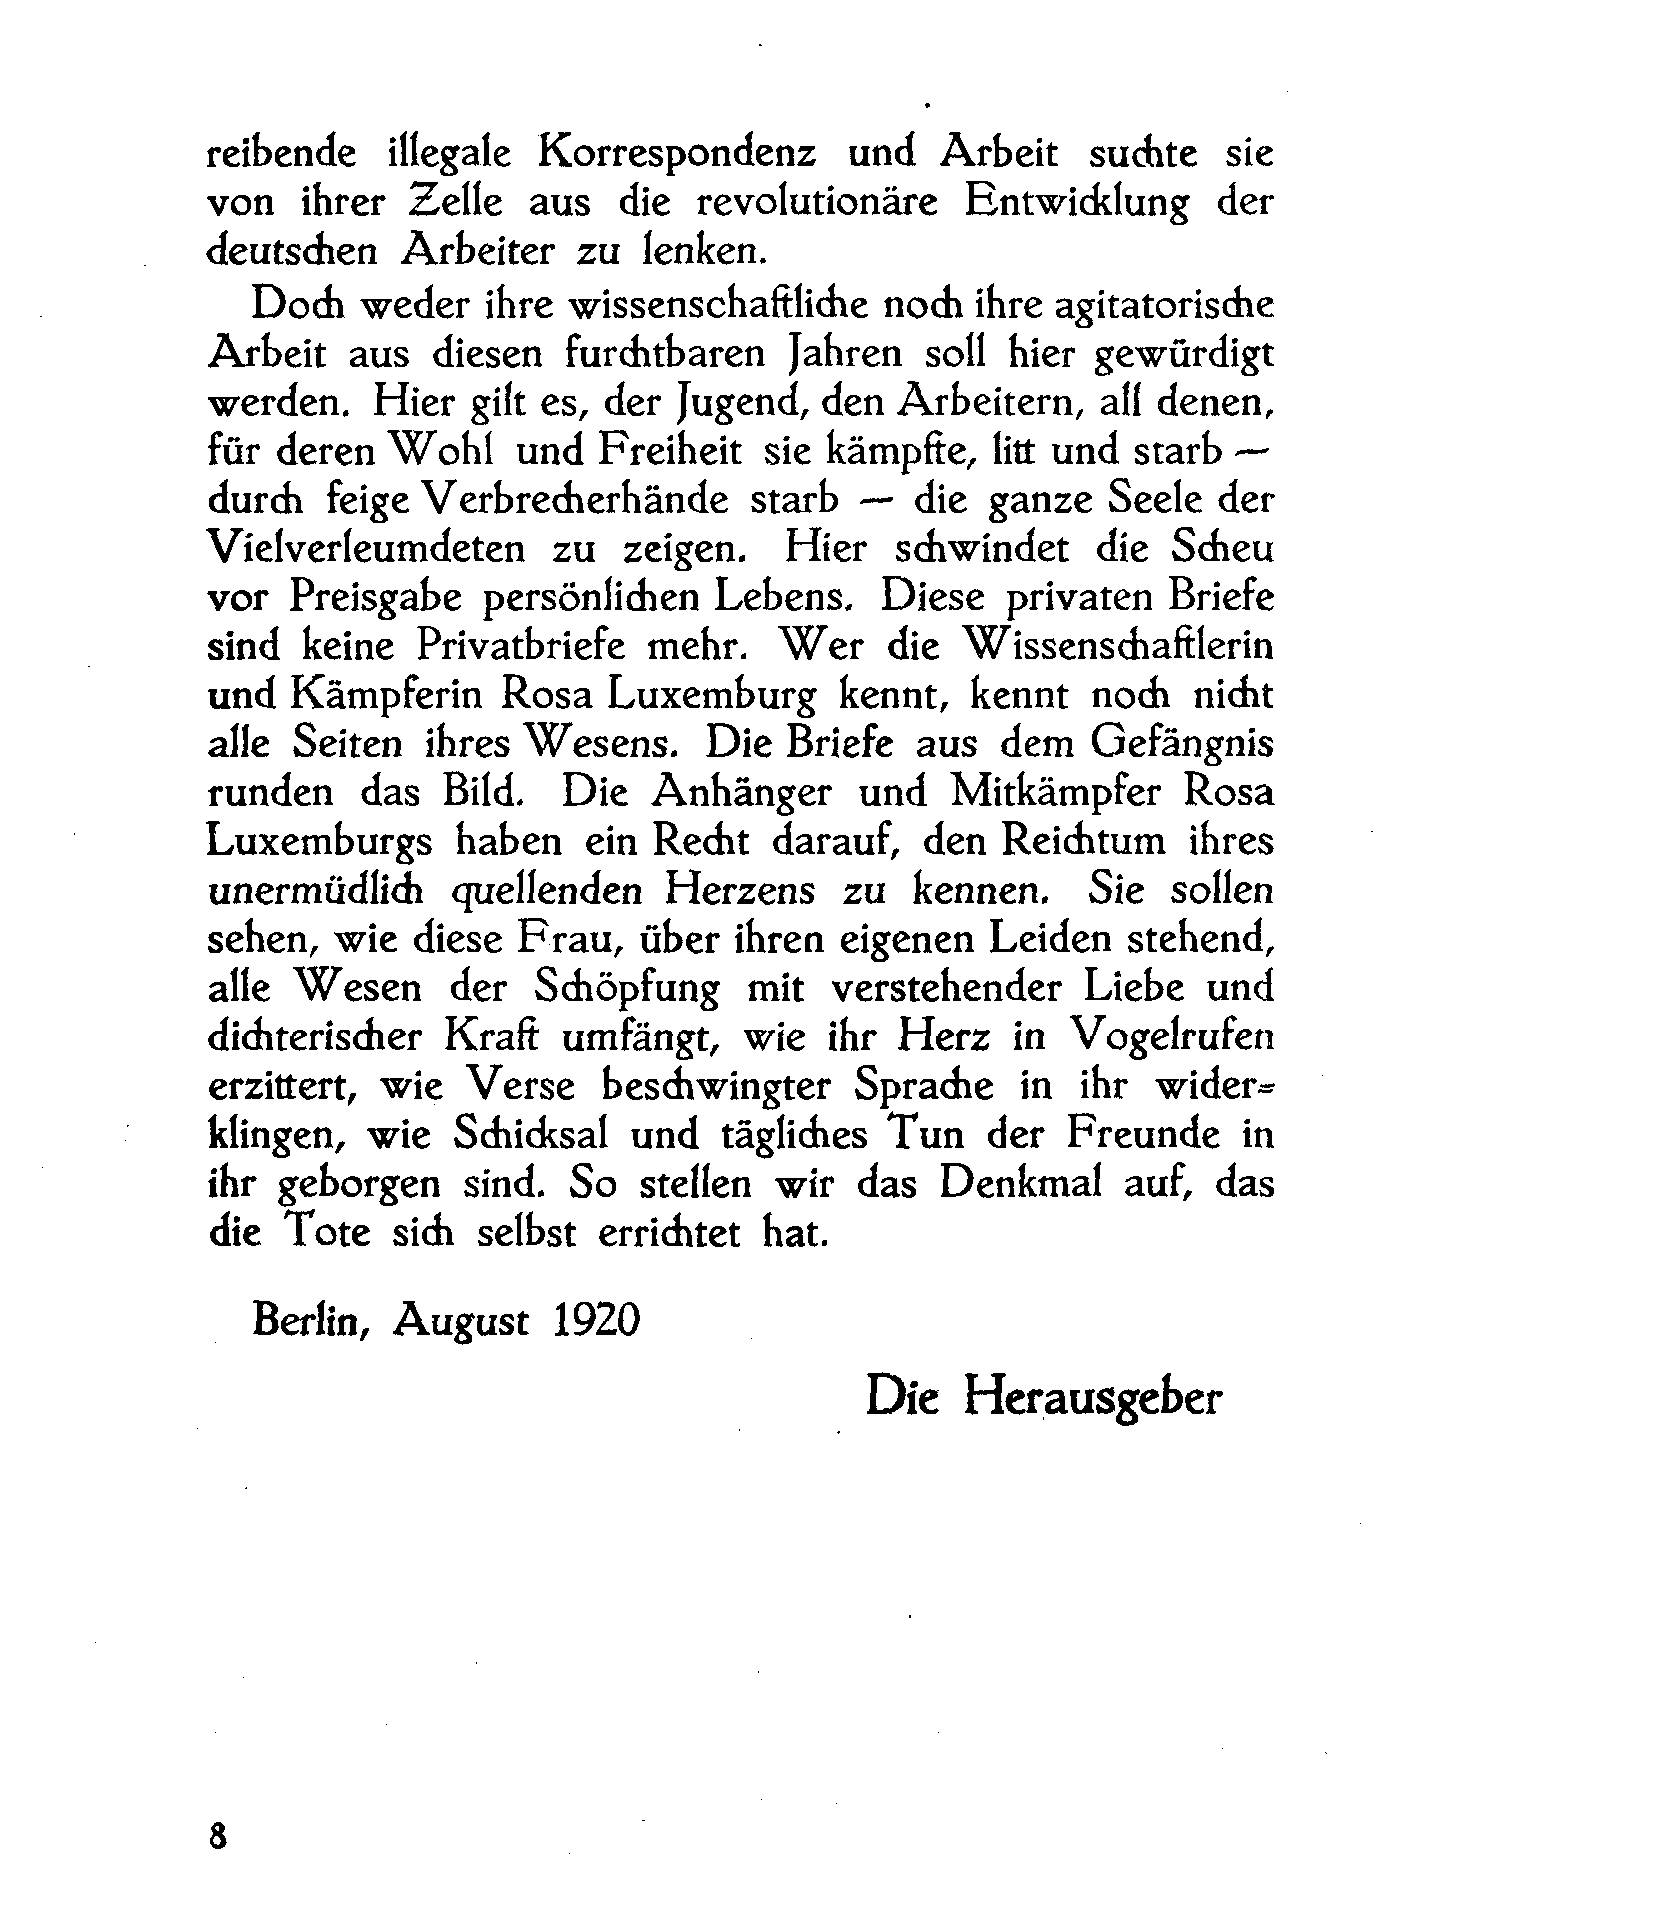 reibende illegale Korrespondenz und Arbeit suchte sie
von ihrer Zelle aus die revolutionäre Entwicklung der
deutschen Arbeiter zu lenken.
Doch weder ihre wissenschaftliche noch ihre agitatorische
Arbeit aus diesen furchtbaren Jahren soll hier gewürdigt
werden. Hier gilt es, der Jugend, den Arbeitern, all denen,
für deren Wohl und Freiheit sie kämpfte, litt und starb —
durch feige Verbrecherhände starb — die ganze Seele der
Vielverleumdeten zu zeigen. Hier schwindet die Scheu
vor Preisgabe persönlichen Lebens. Diese privaten Briefe
sind keine Privatbriefe mehr. Wer die Wissenschaftlerin
und Kämpferin Rosa Luxemburg kennt, kennt noch nicht
alle Seiten ihres Wesens. Die Briefe aus dem Gefängnis
runden das Bild. Die Anhänger und Mitkämpfer Rosa
Luxemburgs haben ein Recht darauf, den Reichtum ihres
unermüdlich quellenden Herzens zu kennen. Sie sollen
sehen, wie diese Frau, über ihren eigenen Leiden stehend,
alle Wesen der Schöpfung mit verstehender Liebe und
dichterischer Kraft umfängt, wie ihr Herz in Vogelrufen
erzittert, wie Verse beschwingter Sprache in ihr wider-
klingen, wie Schicksal und tägliches Tun der Freunde in
ihr geborgen sind. So stellen wir das Denkmal auf, das
die Tote sich selbst errichtet hat.
Berlin, August 1920
Die Herausgeber
8